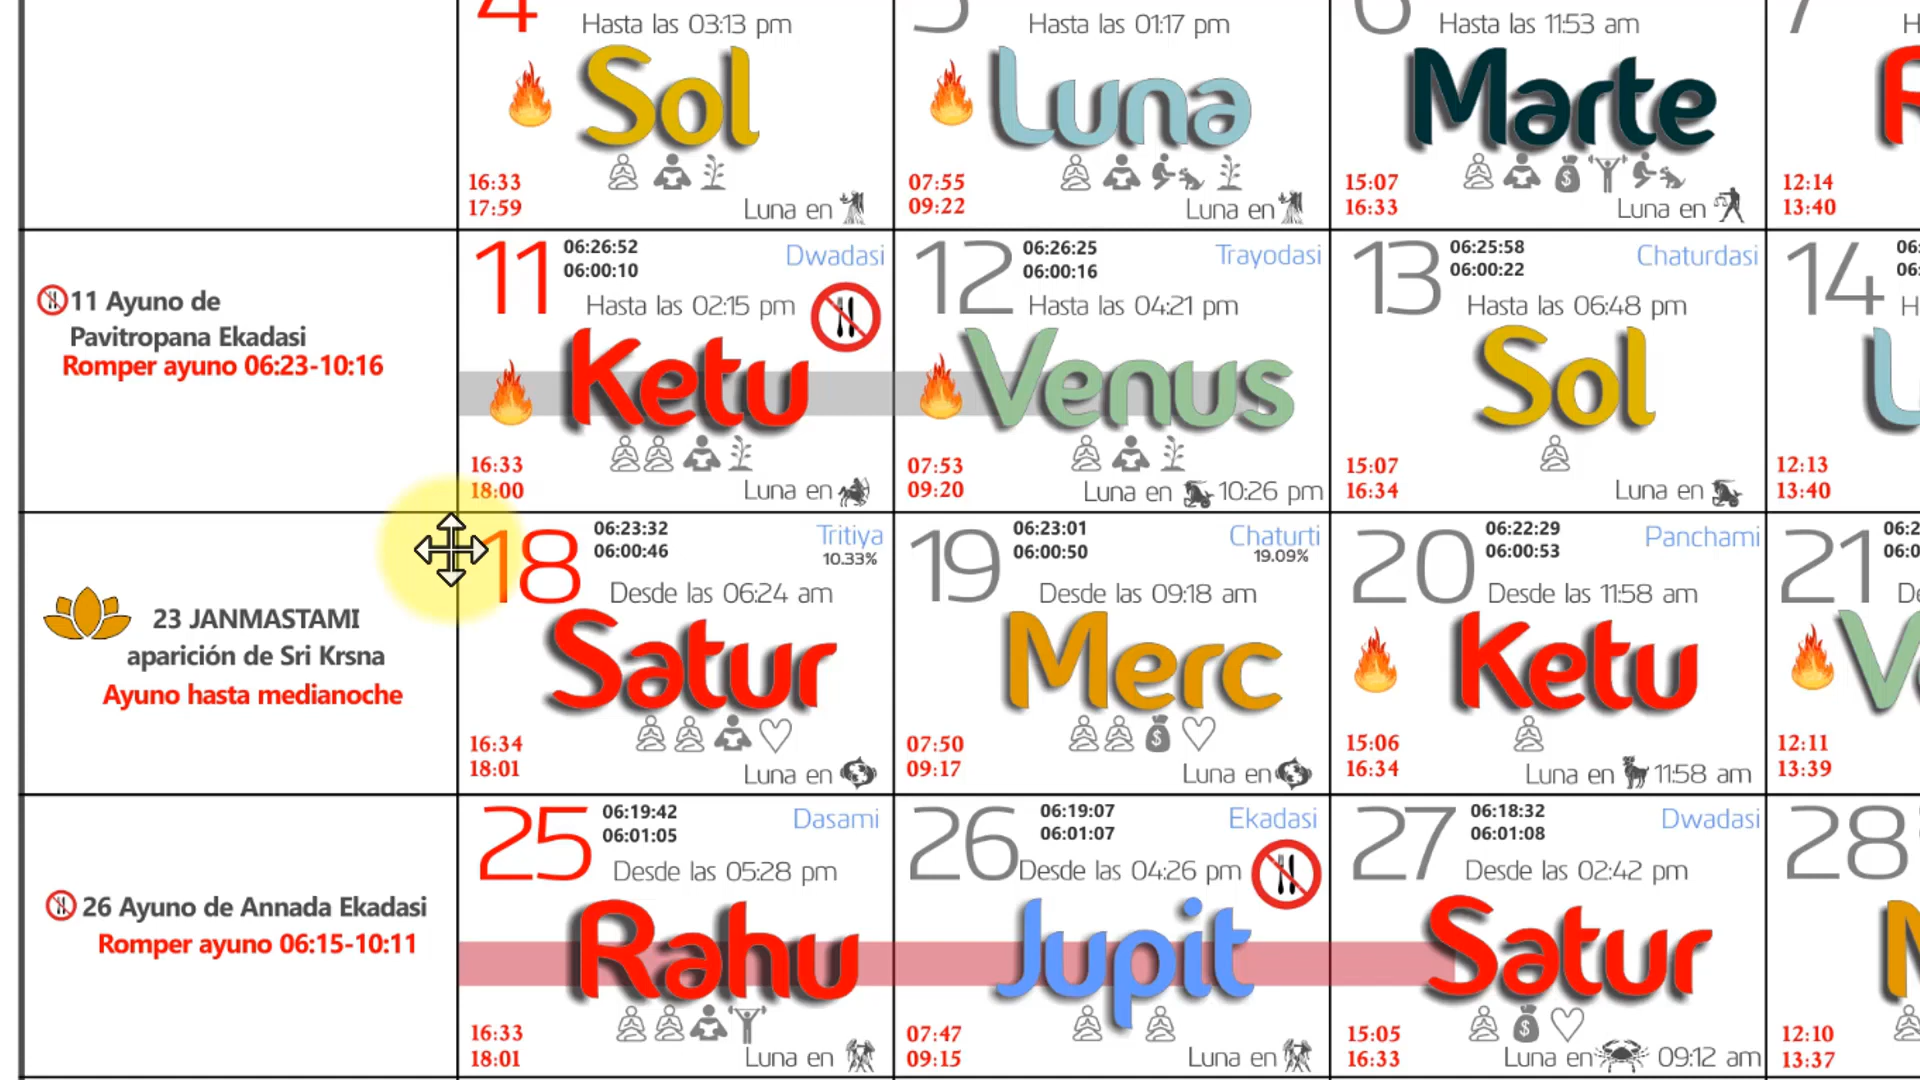 4
Hasta las 03:13 pm
Sol
16:33
17:59
Luna en
5
Hasta las 01:17 pm
Luna
07:55
09:22
Luna en
6
Hasta las 11:53 am
Marte
15:07
16:33
Luna en
7
H
R
12:14
13:40
11 Ayuno de
Pavitropana Ekadasi
Romper ayuno 06:23-10:16
11
06:26:52
06:00:10
Dwadasi
Hasta las 02:15 pm
Ketu
16:33
18:00
Luna en
12
06:26:25
06:00:16
Trayodasi
Hasta las 04:21 pm
Venus
07:53
09:20
Luna en 10:26 pm
13
06:25:58
06:00:22
Chaturdasi
Hasta las 06:48 pm
Sol
15:07
16:34
Luna en
14
06:
06:
H
12:13
13:40
23 JANMASTAMI
aparición de Sri Krsna
Ayuno hasta medianoche
18
06:23:32
06:00:46
Tritiya
10.33%
Desde las 06:24 am
Satur
16:34
18:01
Luna en
19
06:23:01
06:00:50
Chaturti
19.09%
Desde las 09:18 am
Merc
07:50
09:17
Luna en
20
06:22:29
06:00:53
Panchami
Desde las 11:58 am
Ketu
15:06
16:34
Luna en 11:58 am
21
06:2
06:0
De
V
12:11
13:39
26 Ayuno de Annada Ekadasi
Romper ayuno 06:15-10:11
25
06:19:42
06:01:05
Dasami
Desde las 05:28 pm
Rahu
16:33
18:01
Luna en
26
06:19:07
06:01:07
Ekadasi
Desde las 04:26 pm
Jupit
07:47
09:15
Luna en
27
06:18:32
06:01:08
Dwadasi
Desde las 02:42 pm
Satur
15:05
16:33
Luna en 09:12 am
28
12:10
13:37